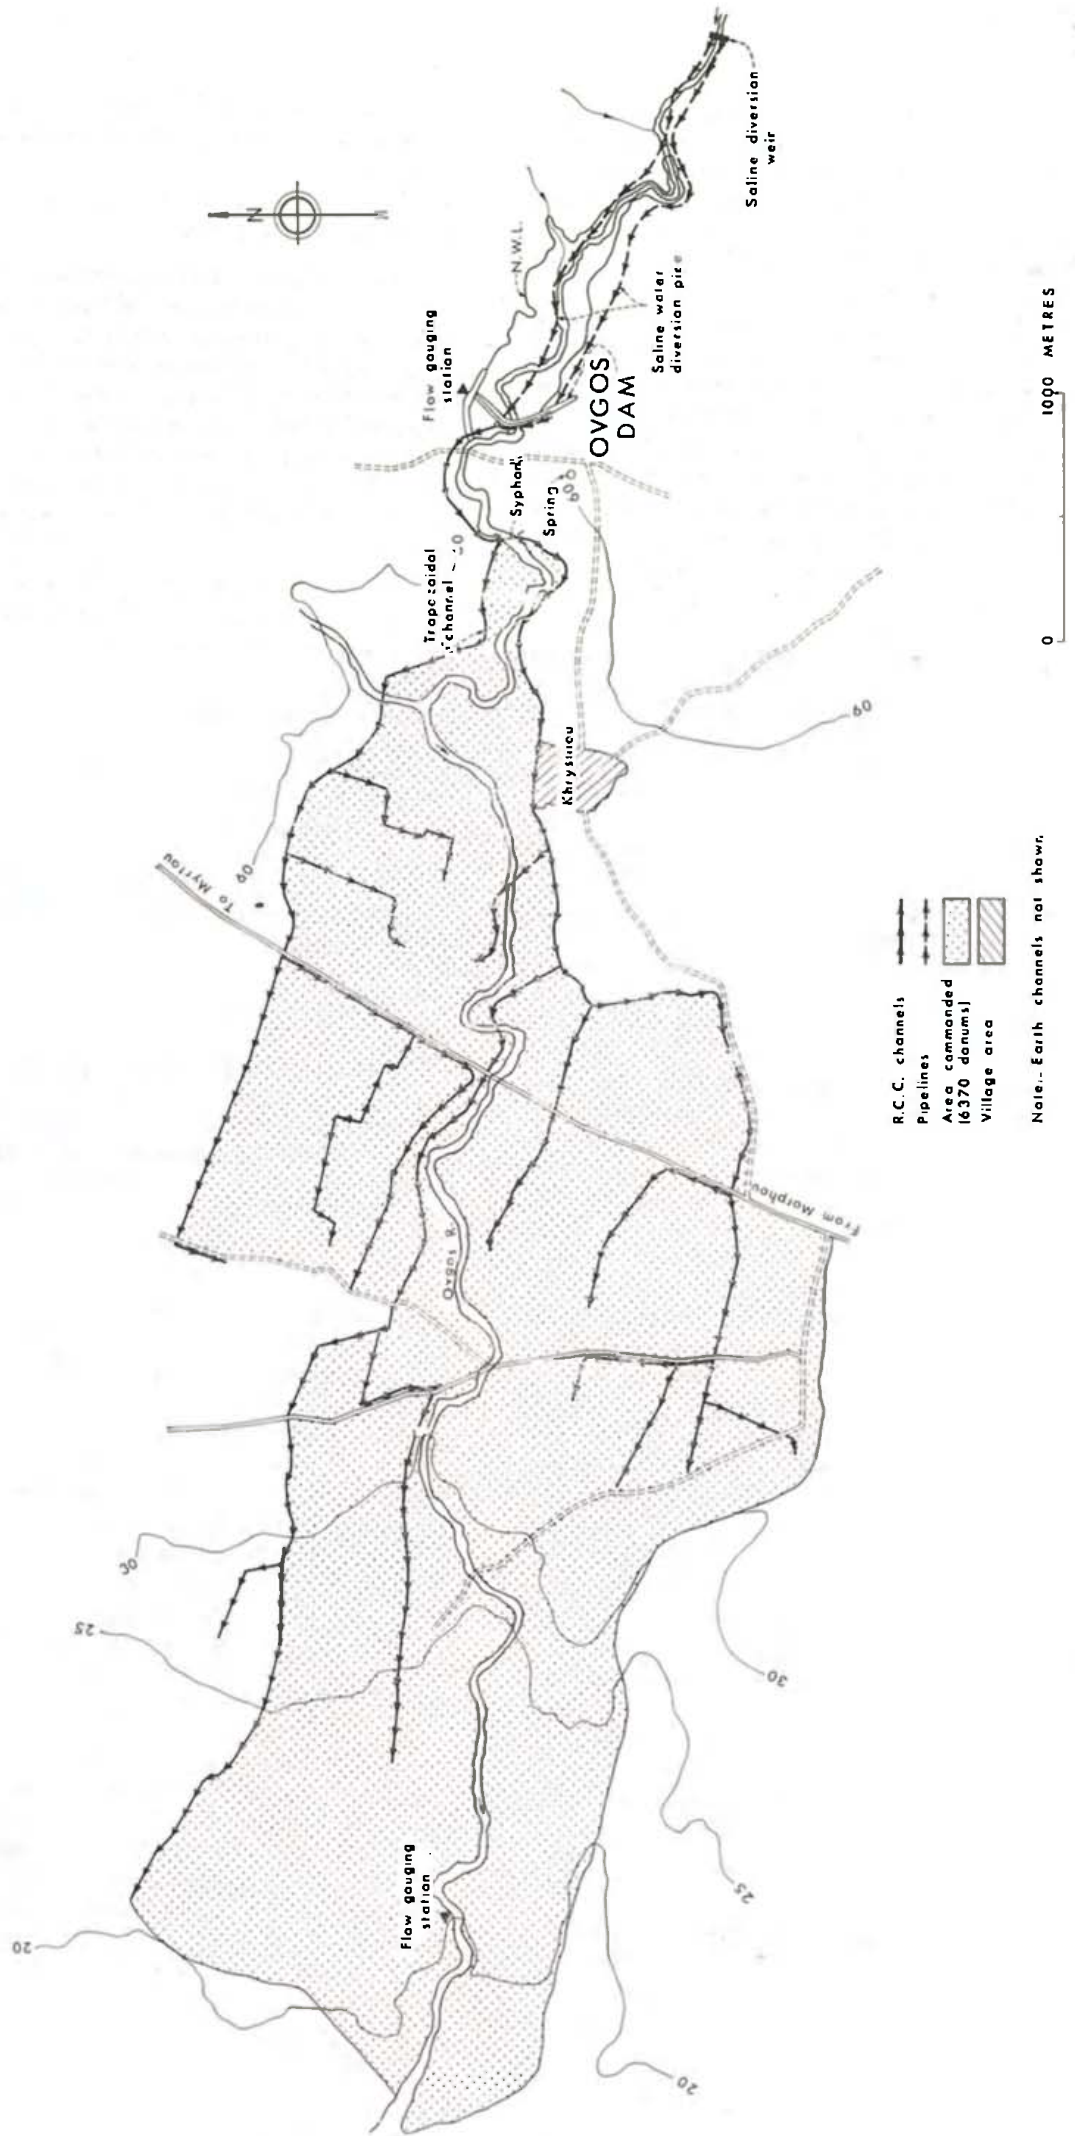 N
Saline diversion
weir
N.W.L.
Flow gauging
station
Saline water
diversion pipe
OVGOS
DAM
Syphon
Spring
60
Trapezoidal
channel
60
60
60
Khrysiliou
To Myrtou
From Morphou
Ovgos R.
30
25
20
Flow gauging
station
30
25
20
R.C.C. channels
Pipelines
Area commanded
(6370 donums)
Village area
Note:- Earth channels not shown.
0
1000 METRES